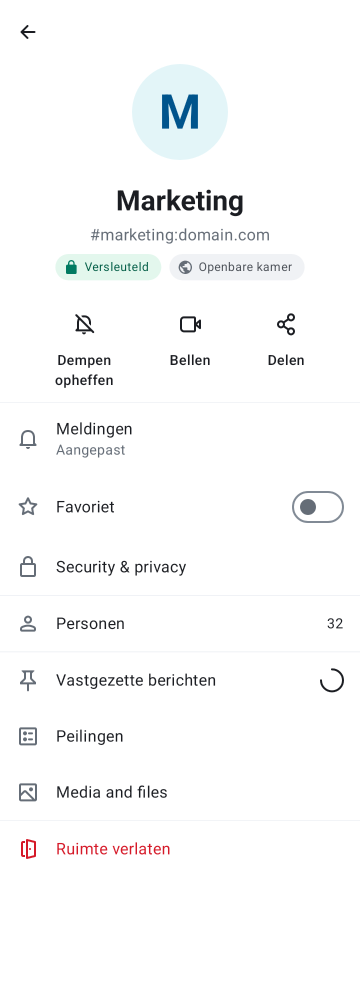 M
Marketing
#marketing:domain.com
Versleuteld
Openbare kamer
Dempen
opheffen
Bellen
Delen
Meldingen
Aangepast
Favoriet
Security & privacy
Personen
32
Vastgezette berichten
Peilingen
Media and files
Ruimte verlaten